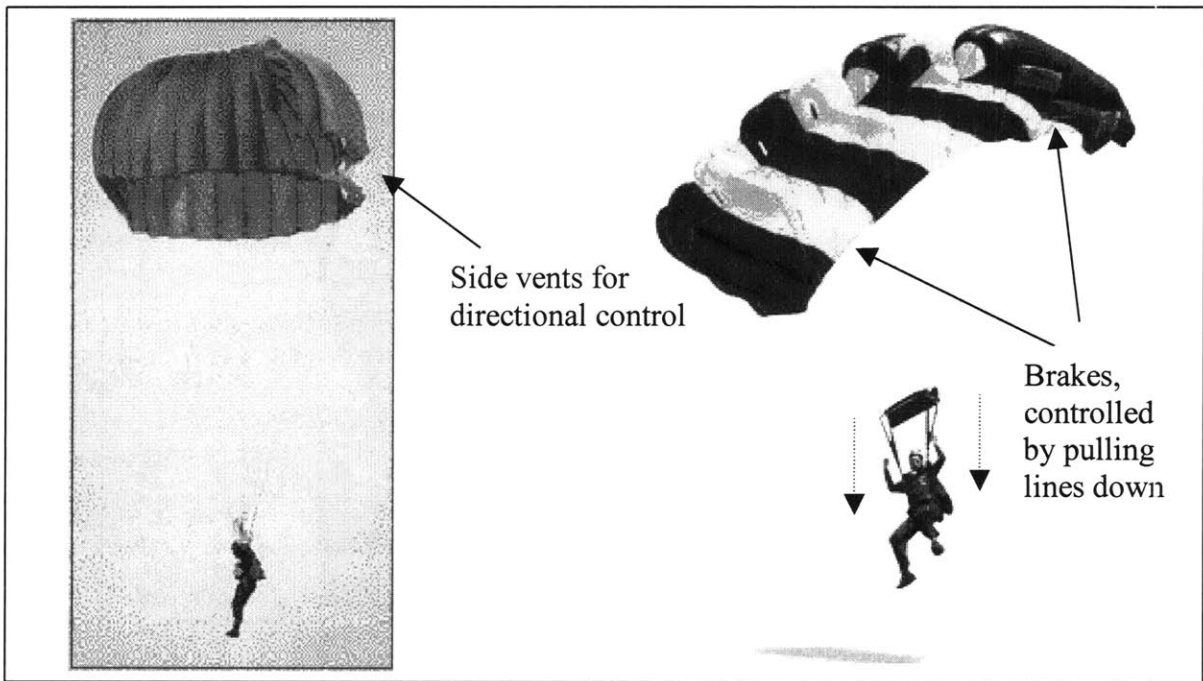 Side vents for
directional control
Brakes,
controlled
by pulling
lines down